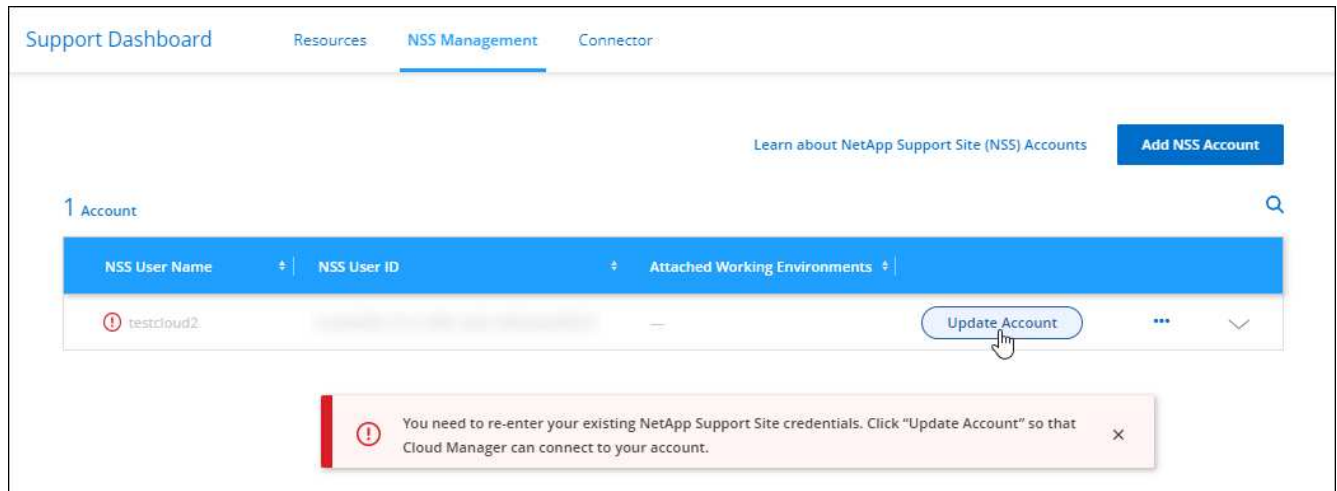 Support Dashboard Resources NSS Management Connector
Learn about NetApp Support Site (NSS) Accounts Add NSS Account
1 Account
NSS User Name NSS User ID Attached Working Environments
testcloud2 — Update Account ...
You need to re-enter your existing NetApp Support Site credentials. Click “Update Account” so that
Cloud Manager can connect to your account.